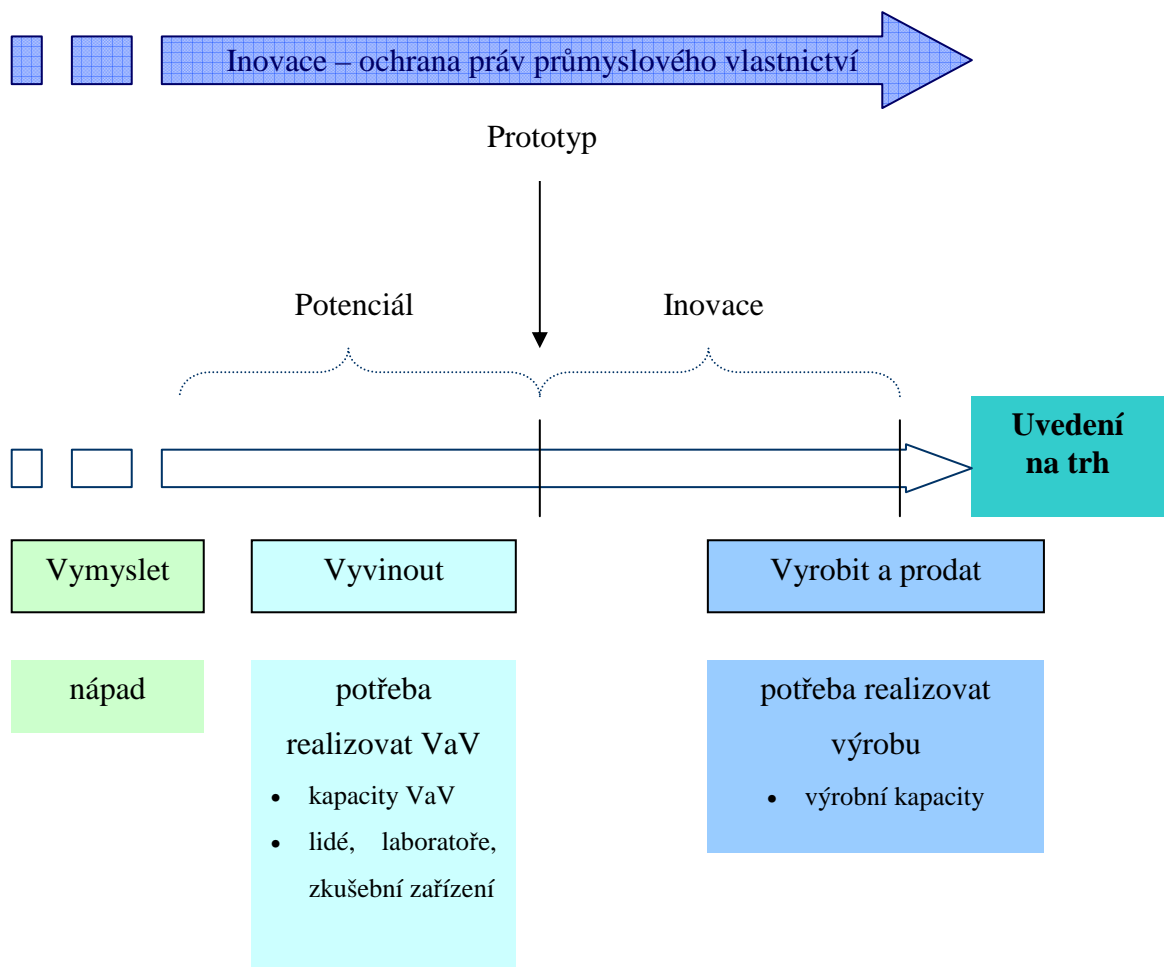 Inovace – ochrana práv průmyslového vlastnictví
Prototyp
Potenciál
Inovace
Uvedení
na trh
Vymyslet
Vyvinout
Vyrobit a prodat
nápad
potřeba
realizovat VaV
• kapacity VaV
• lidé, laboratoře,
zkušební zařízení
potřeba realizovat
výrobu
• výrobní kapacity